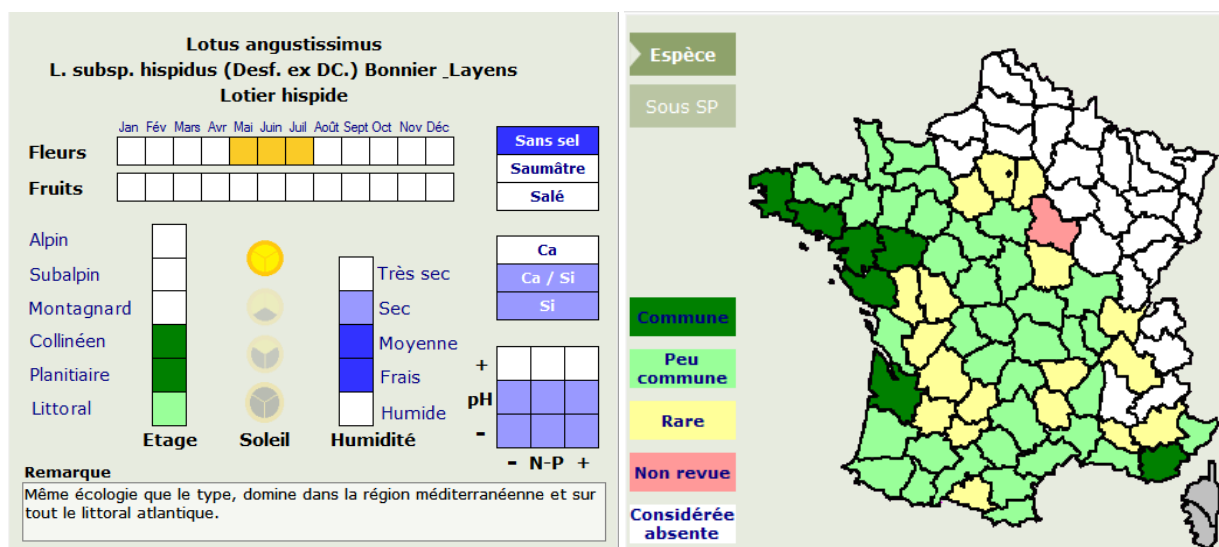 Lotus angustissimus
L. subsp. hispidus (Desf. ex DC.) Bonnier _Layens
Lotier hispide
Jan Fév Mars Avr Mai Juin Juil Août Sept Oct Nov Déc
Fleurs
Fruits
Sans sel
Saumâtre
Salé
Alpin
Subalpin
Montagnard
Collinéen
Planitiaire
Littoral
Etage
Soleil
Très sec
Sec
Moyenne
Frais
Humide
Humidité
Ca
Ca / Si
Si
+
pH
-
- N-P +
Remarque
Même écologie que le type, domine dans la région méditerranéenne et sur
tout le littoral atlantique.
Espèce
Sous SP
Commune
Peu
commune
Rare
Non revue
Considérée
absente